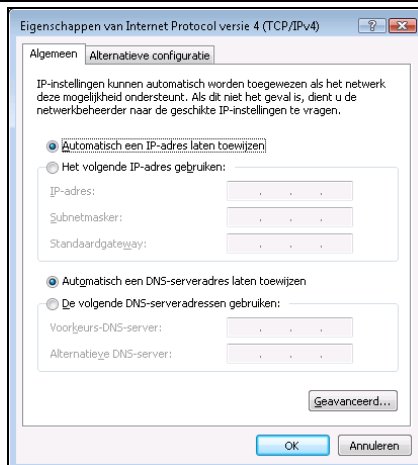 Eigenschappen van Internet Protocol versie 4 (TCP/IPv4)
Algemeen
Alternatieve configuratie
IP-instellingen kunnen automatisch worden toegewezen als het netwerk
deze mogelijkheid ondersteunt. Als dit niet het geval is, dient u de
netwerkbeheerder naar de geschikte IP-instellingen te vragen.
Automatisch een IP-adres laten toewijzen
Het volgende IP-adres gebruiken:
IP-adres:
Subnetmasker:
Standaardgateway:
Automatisch een DNS-serveradres laten toewijzen
De volgende DNS-serveradressen gebruiken:
Voorkeurs-DNS-server:
Alternatieve DNS-server:
Geavanceerd...
OK
Annuleren